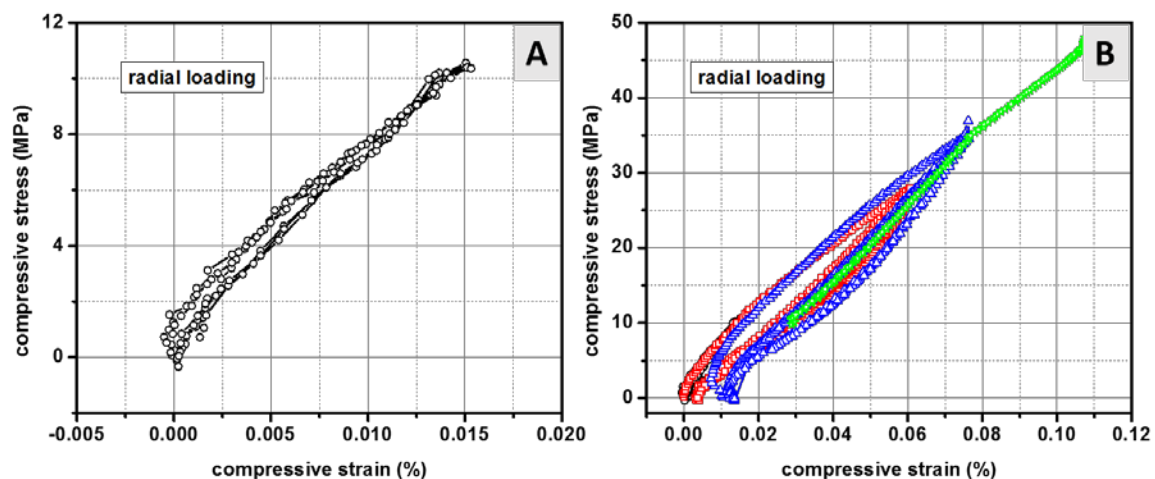 A
radial loading
compressive stress (MPa)
12
8
4
0
-0.005
0.000
0.005
0.010
0.015
0.020
compressive strain (%)
B
radial loading
compressive stress (MPa)
50
40
30
20
10
0
0.00
0.02
0.04
0.06
0.08
0.10
0.12
compressive strain (%)